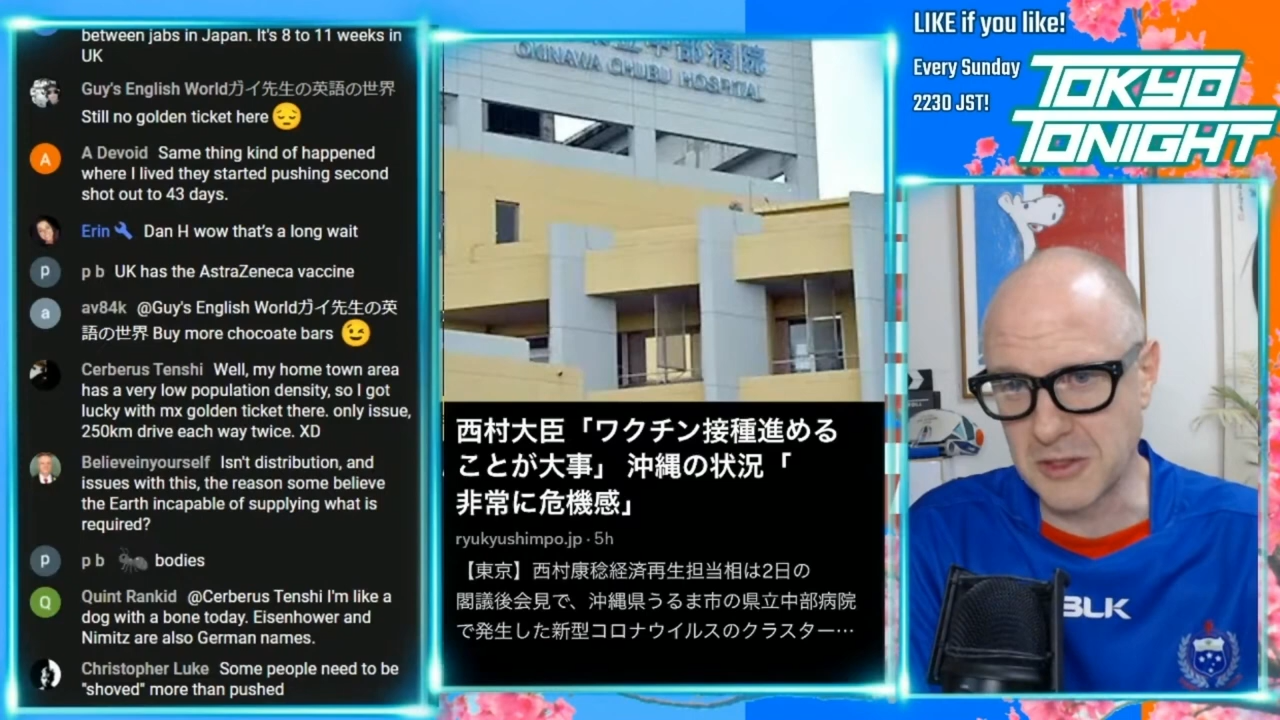 between jabs in Japan. It's 8 to 11 weeks in
UK
Guy's English Worldガイ先生の英語の世界
Still no golden ticket here
A Devoid Same thing kind of happened
where I lived they started pushing second
shot out to 43 days.
Erin Dan H wow that's a long wait
p b UK has the AstraZeneca vaccine
av84k @Guy's English Worldガイ先生の英
語の世界 Buy more chocoate bars
Cerberus Tenshi Well, my home town area
has a very low population density, so I got
lucky with mx golden ticket there. only issue,
250km drive each way twice. XD
Believeinyourself Isn't distribution, and
issues with this, the reason some believe
the Earth incapable of supplying what is
required?
p b bodies
Quint Rankid @Cerberus Tenshi I'm like a
dog with a bone today. Eisenhower and
Nimitz are also German names.
Christopher Luke Some people need to be
"shoved" more than pushed
中部病院
OKINAWA CHUBU HOSPITAL
西村大臣「ワクチン接種進める
ことが大事」 沖縄の状況「
非常に危機感」
ryukyushimpo.jp · 5h
【東京】西村康稔経済再生担当相は2日の
閣議後会見で、沖縄県うるま市の県立中部病院
で発生した新型コロナウイルスのクラスター…
LIKE if you like!
Every Sunday
2230 JST!
TOKYO
TONIGHT
BLK